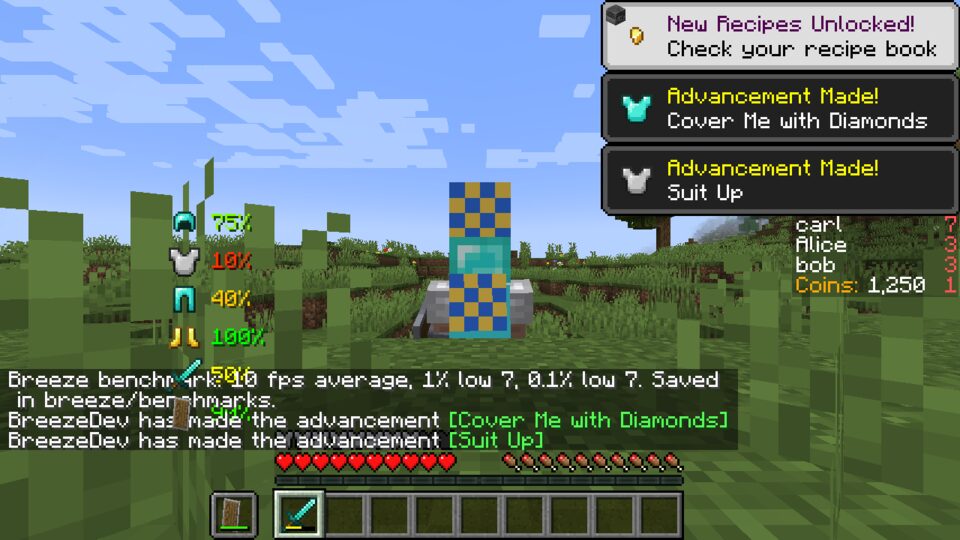 New Recipes Unlocked!
Check your recipe book
Advancement Made!
Cover Me with Diamonds
Advancement Made!
Suit Up
carl 7
Alice 3
bob 3
Coins: 1,250 1
75%
10%
40%
100%
50%
Breeze benchmark: 10 fps average, 1% low 7, 0.1% low 7. Saved
in breeze/benchmarks.
BreezeDev has made the advancement [Cover Me with Diamonds]
BreezeDev has made the advancement [Suit Up]